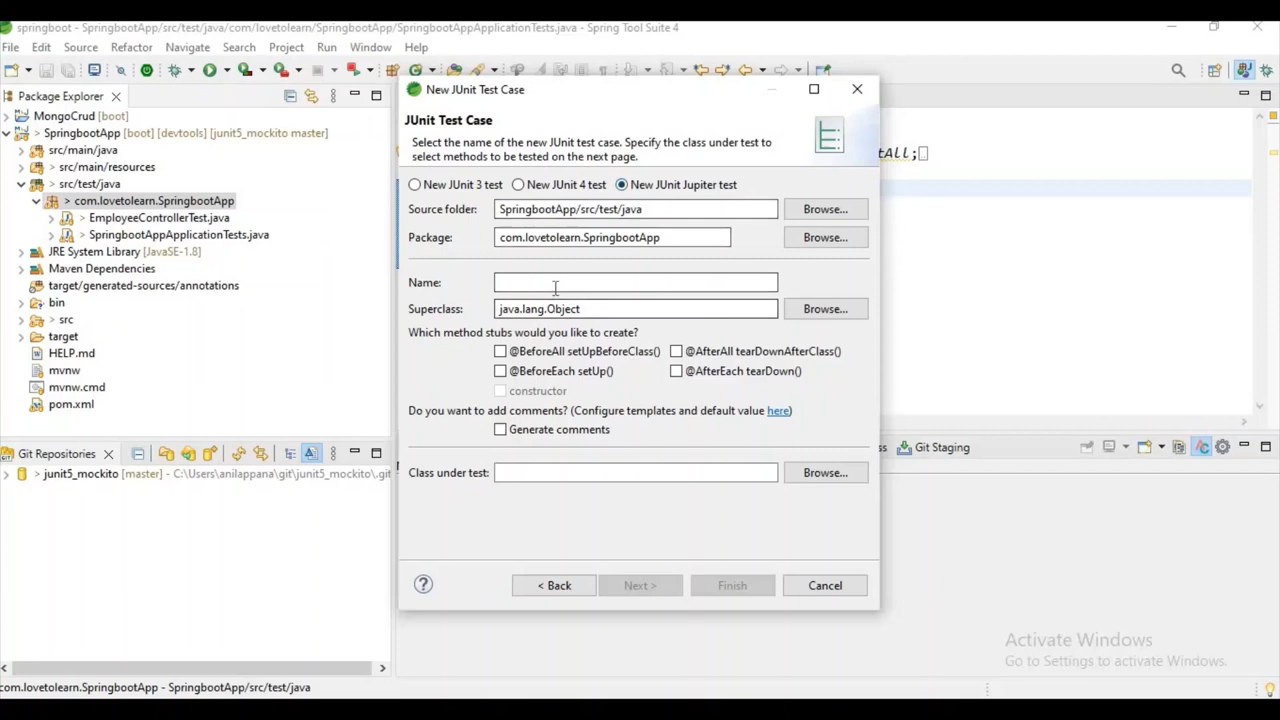 springboot - SpringbootApp/src/test/java/com/lovetolearn/SpringbootApp/SpringbootAppApplicationTests.java - Spring Tool Suite 4
File Edit Source Refactor Navigate Search Project Run Window Help
Package Explorer
MongoCrud [boot]
> SpringbootApp [boot] [devtools] [junit5_mockito master]
src/main/java
> src/main/resources
> src/test/java
> com.lovetolearn.SpringbootApp
> EmployeeControllerTest.java
> SpringbootAppApplicationTests.java
JRE System Library [JavaSE-1.8]
Maven Dependencies
target/generated-sources/annotations
bin
> src
target
HELP.md
mvnw
mvnw.cmd
pom.xml
Git Repositories
> junit5_mockito [master] - C:\Users\anilappana\git\junit5_mockito\.git
New JUnit Test Case
JUnit Test Case
Select the name of the new JUnit test case. Specify the class under test to
select methods to be tested on the next page.
New JUnit 3 test New JUnit 4 test New JUnit Jupiter test
Source folder: SpringbootApp/src/test/java Browse...
Package: com.lovetolearn.SpringbootApp Browse...
Name:
Superclass: java.lang.Object Browse...
Which method stubs would you like to create?
@BeforeAll setUpBeforeClass() @AfterAll tearDownAfterClass()
@BeforeEach setUp() @AfterEach tearDown()
constructor
Do you want to add comments? (Configure templates and default value here)
Generate comments
Class under test: Browse...
< Back Next > Finish Cancel
Git Staging
Activate Windows
Go to Settings to activate Windows.
com.lovetolearn.SpringbootApp - SpringbootApp/src/test/java